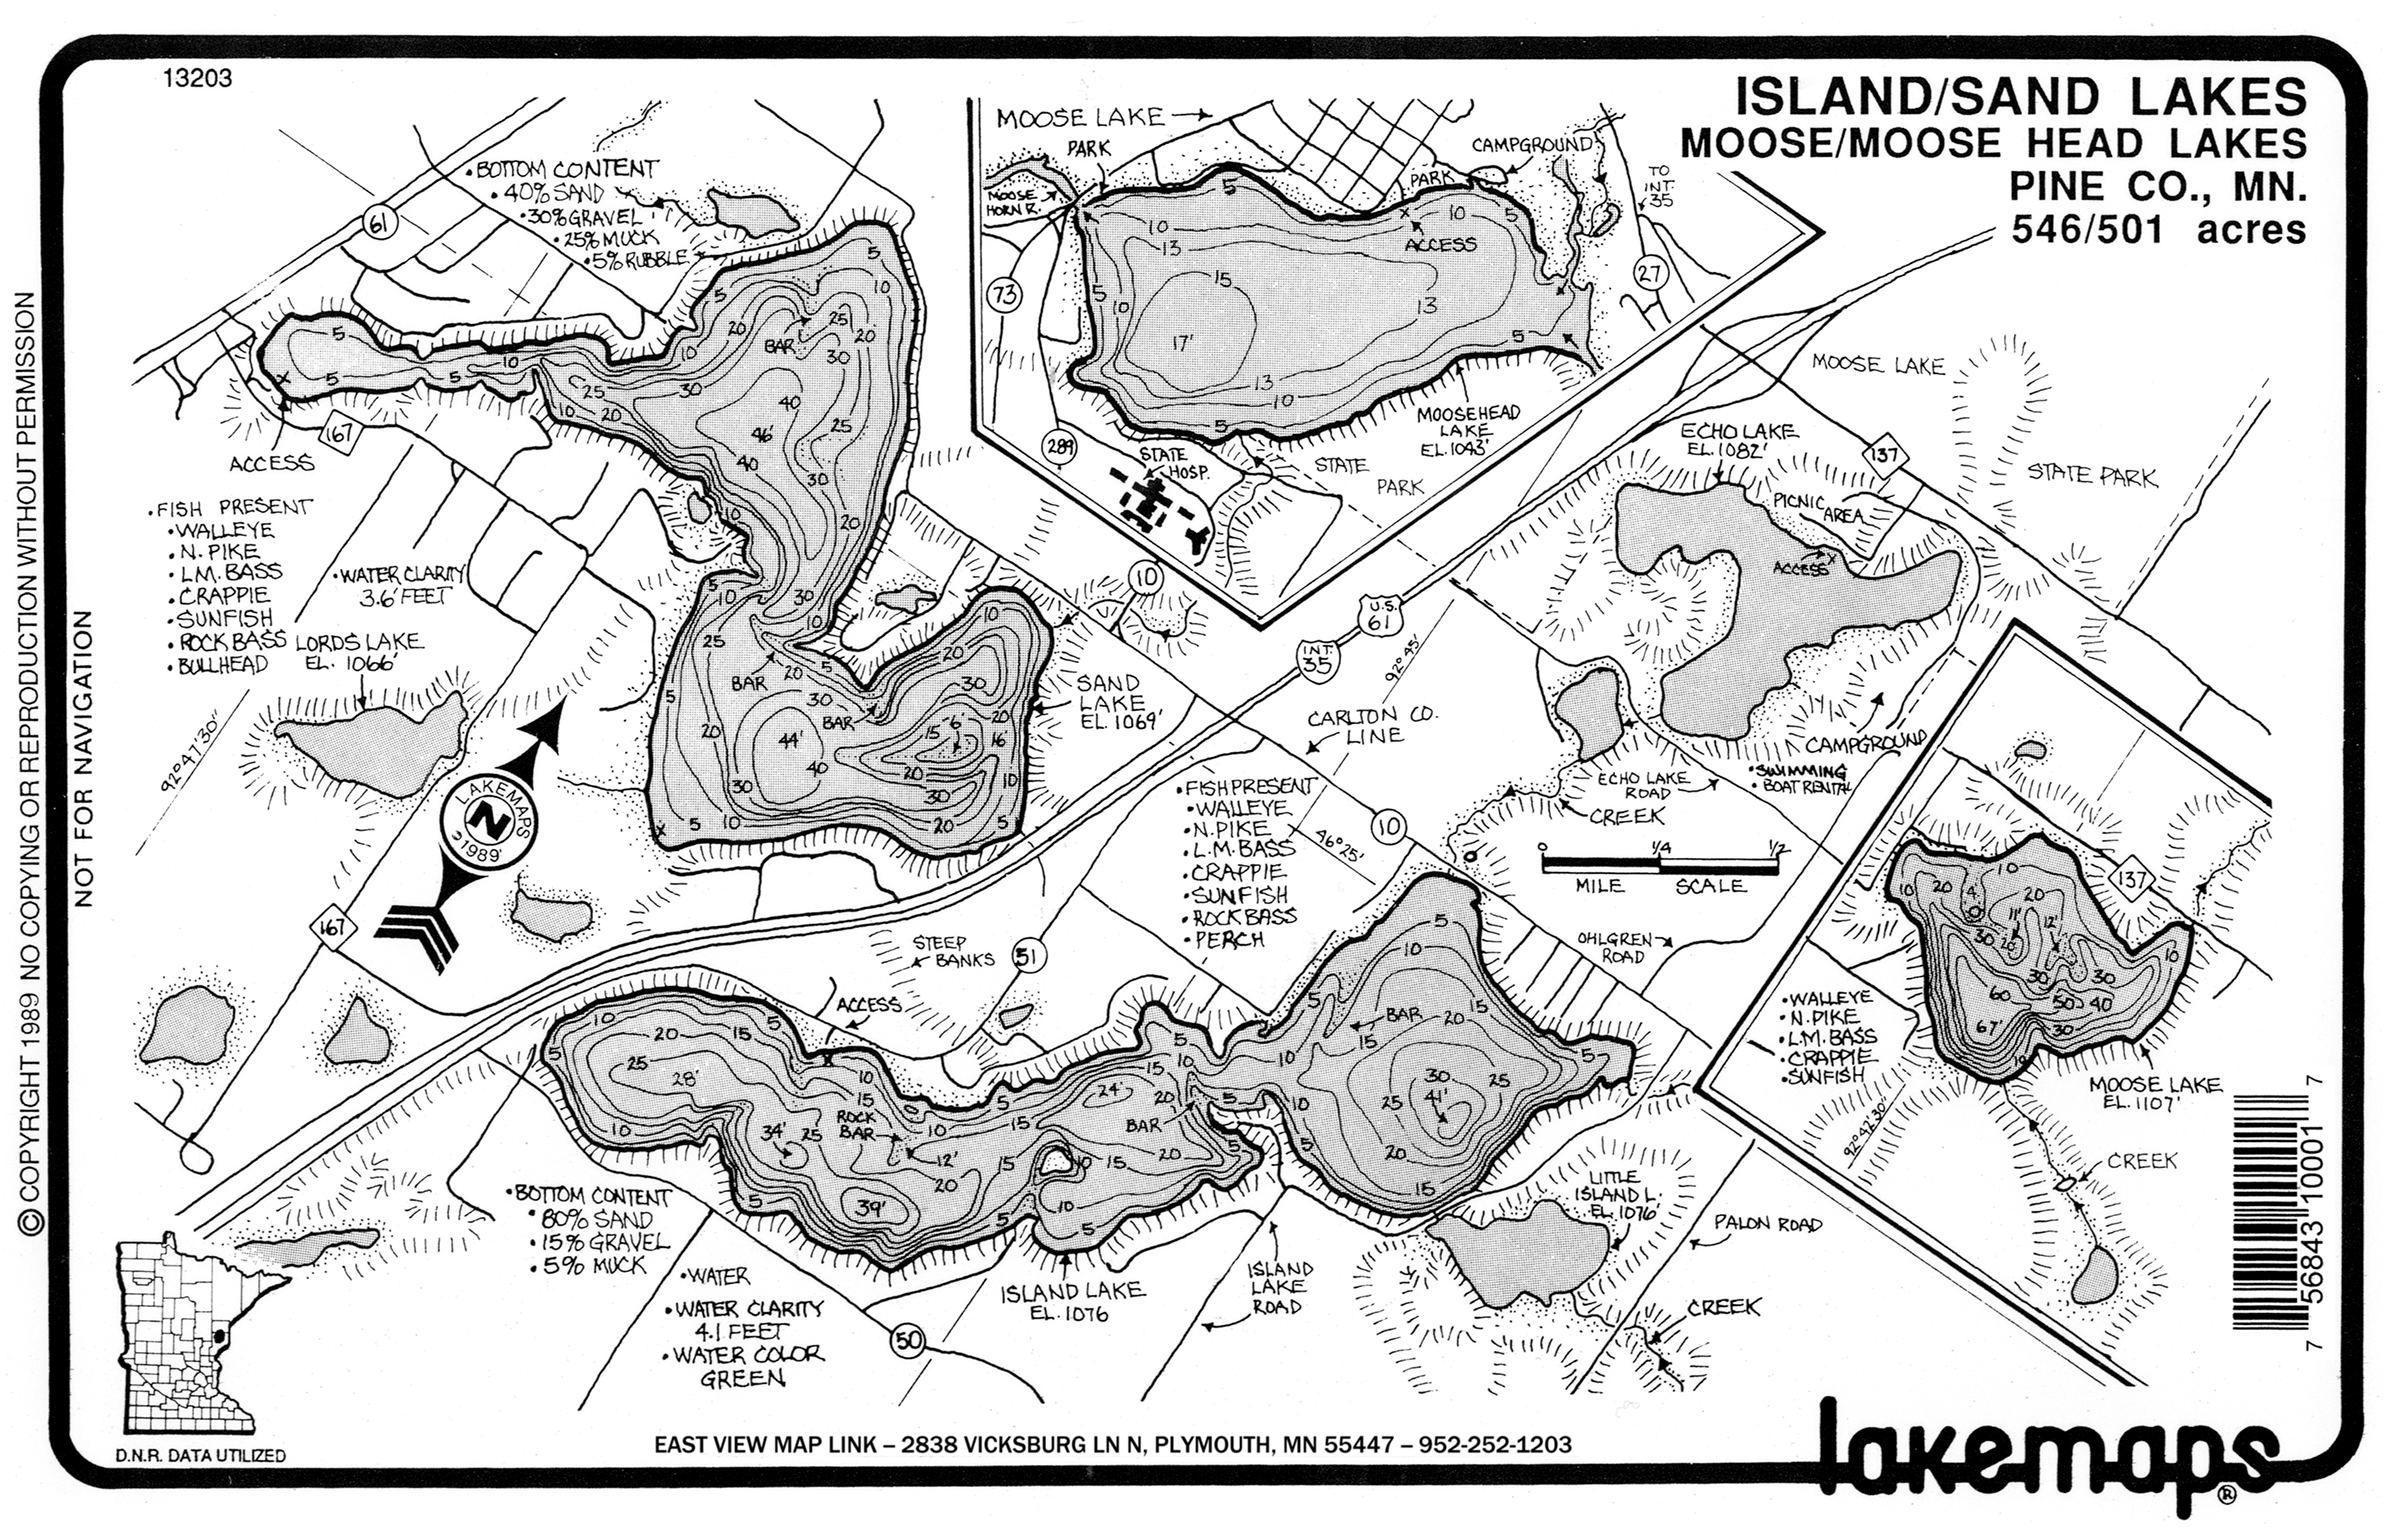 13203
ISLAND/SAND LAKES
MOOSE/MOOSE HEAD LAKES
PINE CO., MN.
546/501 acres
© COPYRIGHT 1989 NO COPYING OR REPRODUCTION WITHOUT PERMISSION
NOT FOR NAVIGATION
• BOTTOM CONTENT
• 40% SAND
• 30% GRAVEL
• 25% MUCK
• 5% RUBBLE
61
167
ACCESS
5
5
5
10
5
5
10
20
10
25
10
20
30
BAR
25
20
30
40
46'
40
25
30
20
10
30
10
5
10
25
BAR
20
5
30
BAR
20
30
15
6
20
16'
10
5
20
44'
40
30
20
30
10
20
5
5
10
SAND
LAKE
EL. 1069'
• FISH PRESENT
• WALLEYE
• N. PIKE
• L.M. BASS
• CRAPPIE
• SUNFISH
• ROCK BASS
• BULLHEAD
• WATER CLARITY
3.6' FEET
LORDS LAKE
EL. 1066'
92°47'30"
LAKEMAPS
N
© 1989
167
MOOSE LAKE
PARK
MOOSE
HORN R.
CAMPGROUND
PARK
TO
INT.
35
ACCESS
5
10
13
15
17'
13
10
5
5
10
13
10
5
5
73
27
289
MOOSEHEAD
LAKE
EL. 1043'
STATE
HOSP.
STATE
PARK
10
U.S.
61
INT.
35
92°45'
MOOSE LAKE
STATE PARK
137
ECHO LAKE
EL. 1082'
PICNIC
AREA
ACCESS
CAMPGROUND
• SWIMMING
• BOAT RENTAL
ECHO LAKE
ROAD
CREEK
CARLTON CO.
LINE
46°25'
10
0
1/4
1/2
MILE
SCALE
• FISH PRESENT
• WALLEYE
• N. PIKE
• L.M. BASS
• CRAPPIE
• SUNFISH
• ROCK BASS
• PERCH
STEEP
BANKS
51
OHLGREN
ROAD
ACCESS
10
20
15
5
5
25
28'
10
10
15
ROCK
BAR
10
12'
34'
25
20
39'
5
5
15
5
15
24'
5
10
20
BAR
5
15
10
15
20
5
10
5
5
10
BAR
15
20
15
10
30
25
41'
25
20
15
10
5
5
• BOTTOM CONTENT
• 80% SAND
• 15% GRAVEL
• 5% MUCK
• WATER
• WATER CLARITY
4.1 FEET
• WATER COLOR
GREEN
50
ISLAND LAKE
EL. 1076
ISLAND
LAKE
ROAD
LITTLE
ISLAND L.
EL. 1076'
PALON ROAD
CREEK
137
10
20
4
10
20
11'
12'
30
20
30
30
10
60
50
40
67'
30
10
• WALLEYE
• N. PIKE
• L.M. BASS
• CRAPPIE
• SUNFISH
MOOSE LAKE
EL. 1107'
92°42'30"
CREEK
7 56843 10001 7
D.N.R. DATA UTILIZED
EAST VIEW MAP LINK – 2838 VICKSBURG LN N, PLYMOUTH, MN 55447 – 952-252-1203
lakemaps®